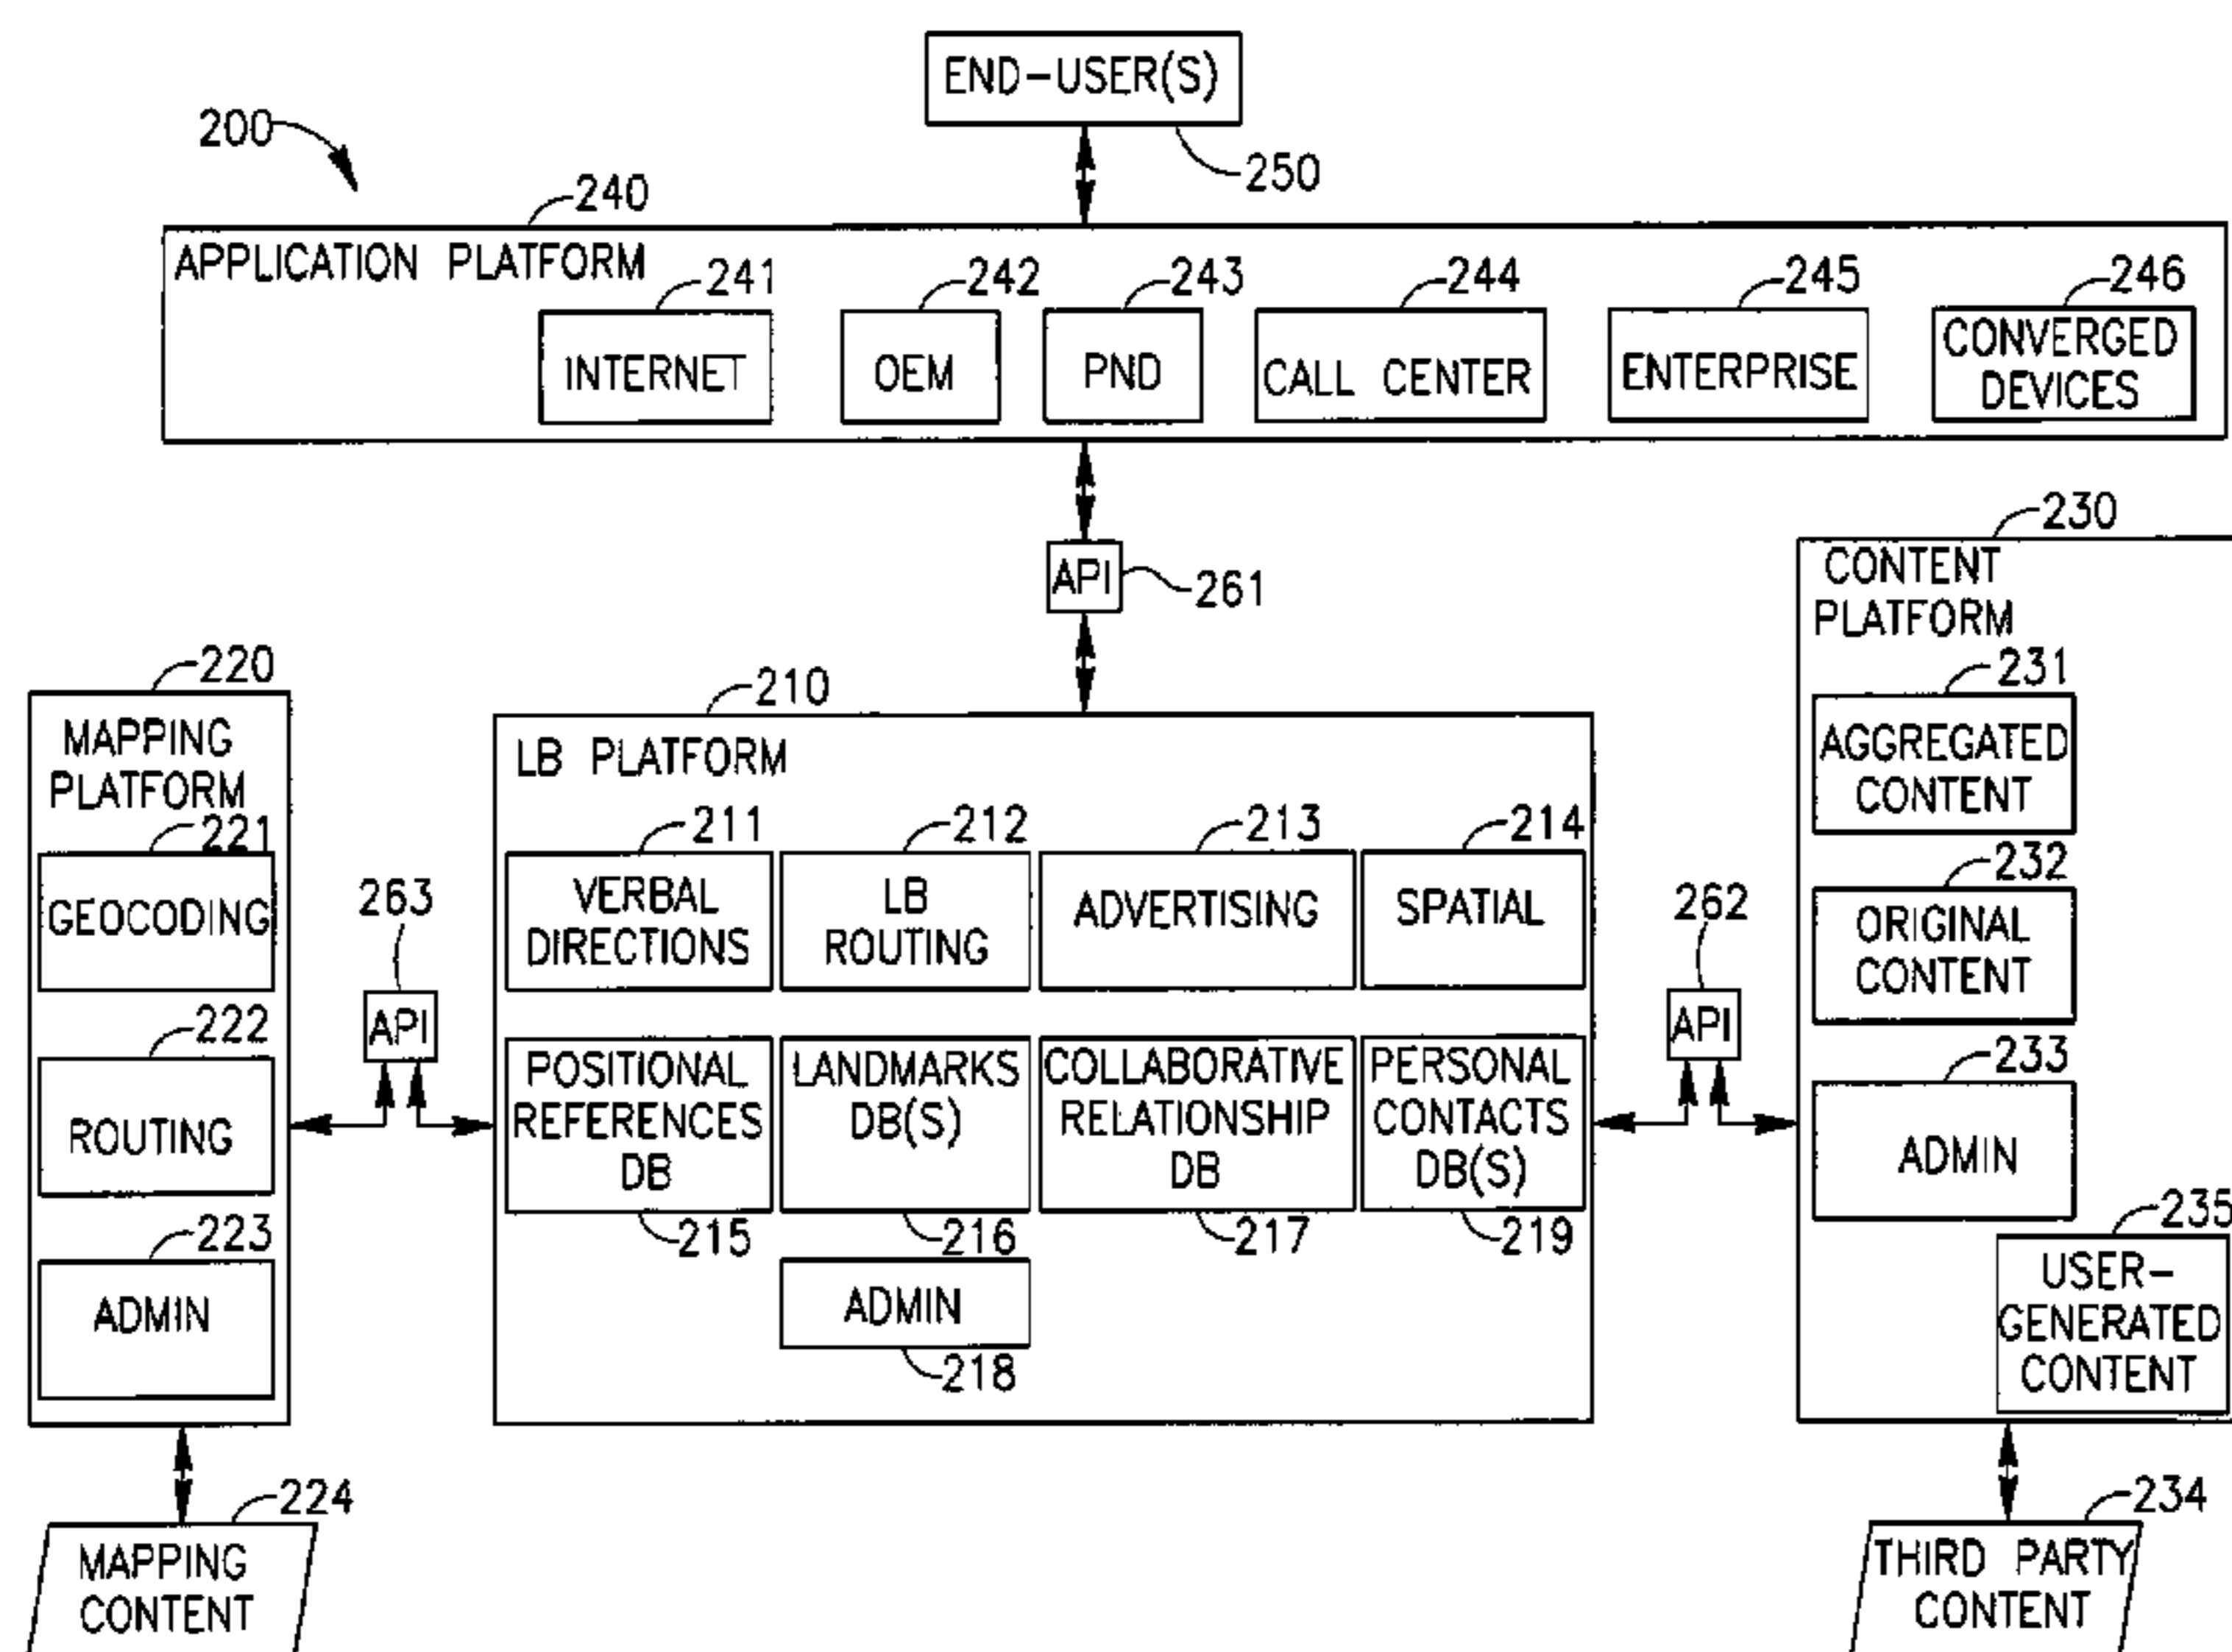 END-USER(S)
200
250
240
APPLICATION PLATFORM
241
242
243
244
245
246
INTERNET
OEM
PND
CALL CENTER
ENTERPRISE
CONVERGED
DEVICES
API
261
230
CONTENT
PLATFORM
231
AGGREGATED
CONTENT
232
ORIGINAL
CONTENT
233
ADMIN
235
USER-
GENERATED
CONTENT
220
MAPPING
PLATFORM
221
GEOCODING
222
ROUTING
223
ADMIN
263
API
210
LB PLATFORM
211
212
213
214
VERBAL
DIRECTIONS
LB
ROUTING
ADVERTISING
SPATIAL
POSITIONAL
REFERENCES
DB
LANDMARKS
DB(S)
COLLABORATIVE
RELATIONSHIP
DB
PERSONAL
CONTACTS
DB(S)
215
216
217
219
ADMIN
218
262
API
224
MAPPING
CONTENT
234
THIRD PARTY
CONTENT